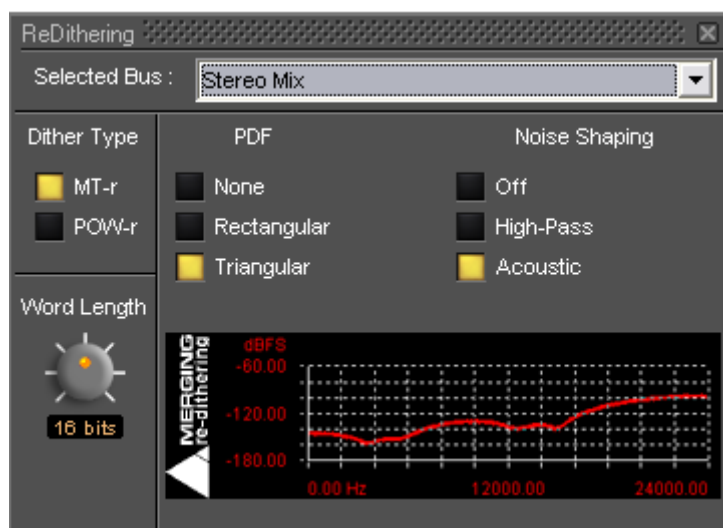 ReDithering
Selected Bus : Stereo Mix
Dither Type
MT-r
POW-r
PDF
None
Rectangular
Triangular
Noise Shaping
Off
High-Pass
Acoustic
Word Length
16 bits
MERGING
re-dithering
dBFS
-60.00
-120.00
-180.00
0.00 Hz 12000.00 24000.00